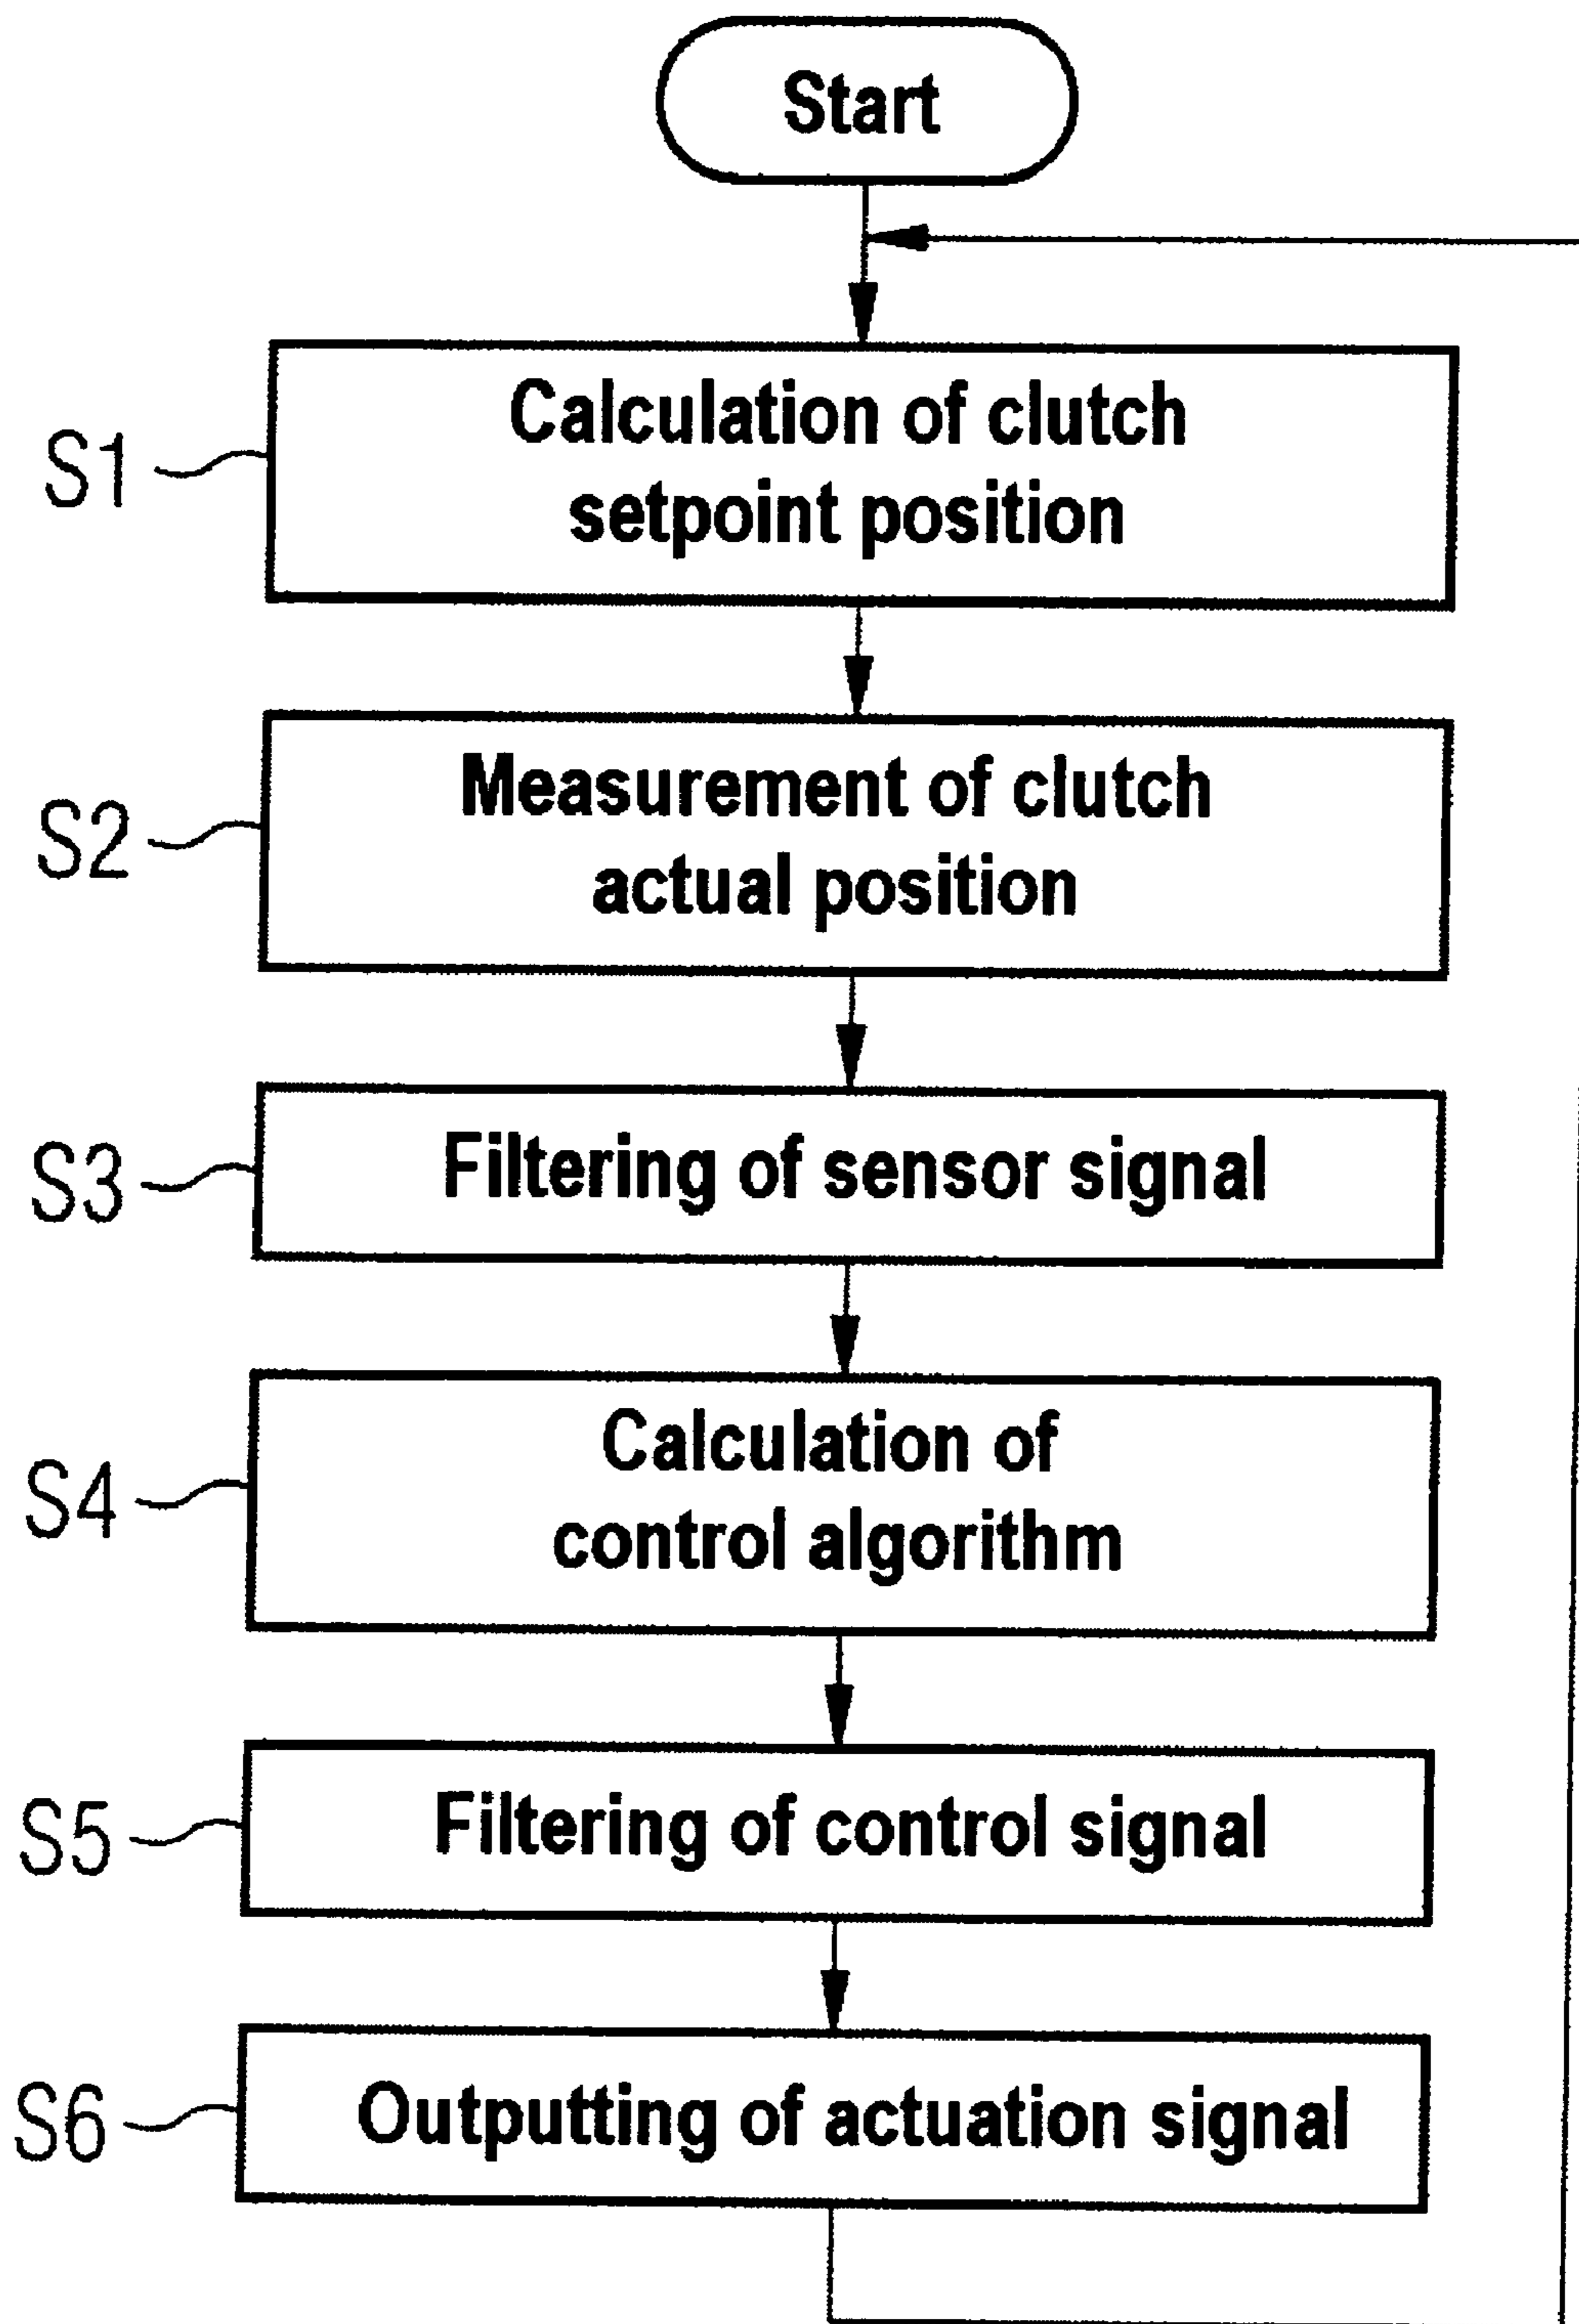 Start
S1
Calculation of clutch
setpoint position
S2
Measurement of clutch
actual position
S3
Filtering of sensor signal
S4
Calculation of
control algorithm
S5
Filtering of control signal
S6
Outputting of actuation signal